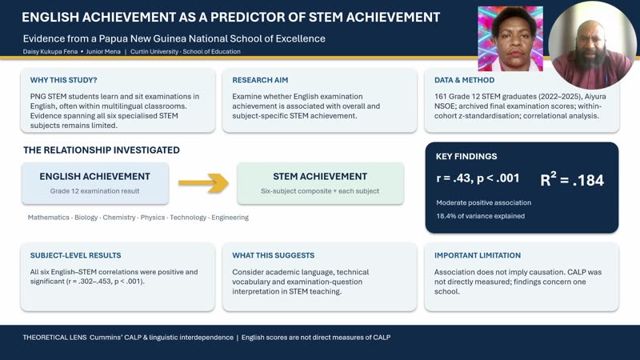 ENGLISH ACHIEVEMENT AS A PREDICTOR OF STEM ACHIEVEMENT
Evidence from a Papua New Guinea National School of Excellence
Daisy Kukupa Fena • Junior Mena | Curtin University · School of Education
WHY THIS STUDY?
PNG STEM students learn and sit examinations in
English, often within multilingual classrooms.
Evidence spanning all six specialised STEM
subjects remains limited.
RESEARCH AIM
Examine whether English examination
achievement is associated with overall and
subject-specific STEM achievement.
DATA & METHOD
161 Grade 12 STEM graduates (2022–2025), Aiyura
NSOE; archived final examination scores; within-
cohort z-standardisation; correlational analysis.
THE RELATIONSHIP INVESTIGATED
ENGLISH ACHIEVEMENT
Grade 12 examination result
STEM ACHIEVEMENT
Six-subject composite + each subject
Mathematics · Biology · Chemistry · Physics · Technology · Engineering
KEY FINDINGS
r = .43, p < .001
R² = .184
Moderate positive association
18.4% of variance explained
SUBJECT-LEVEL RESULTS
All six English–STEM correlations were positive and
significant (r = .302–.453, p < .001).
WHAT THIS SUGGESTS
Consider academic language, technical
vocabulary and examination-question
interpretation in STEM teaching.
IMPORTANT LIMITATION
Association does not imply causation. CALP was
not directly measured; findings concern one
school.
THEORETICAL LENS Cummins' CALP & linguistic interdependence | English scores are not direct measures of CALP